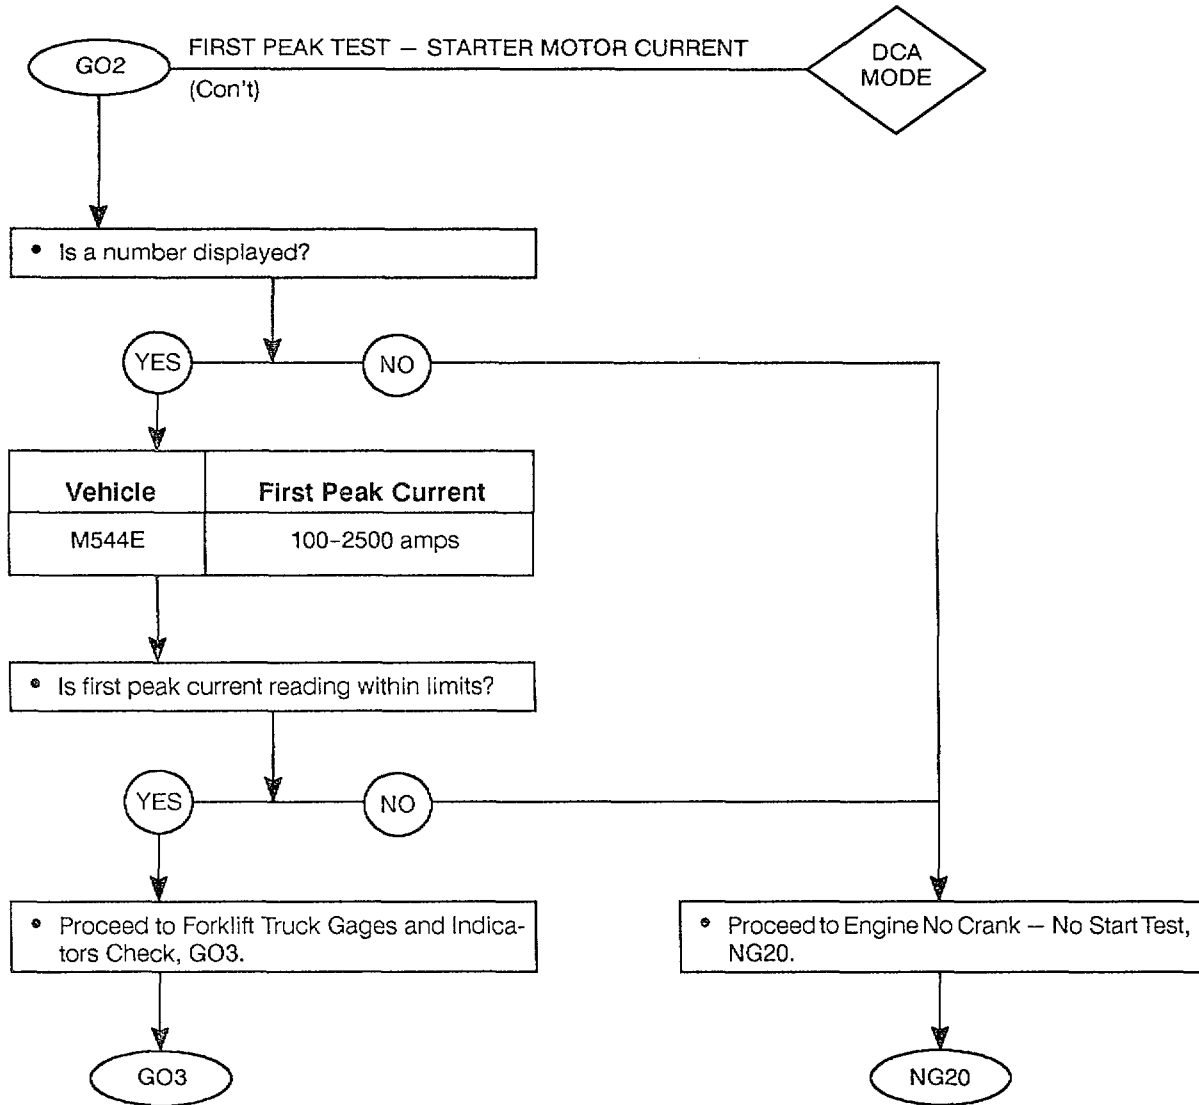 GO2
FIRST PEAK TEST – STARTER MOTOR CURRENT
(Con't)
DCA
MODE
• Is a number displayed?
YES
NO
Vehicle
First Peak Current
M544E
100-2500 amps
• Is first peak current reading within limits?
YES
NO
• Proceed to Forklift Truck Gages and Indica-
tors Check, GO3.
• Proceed to Engine No Crank – No Start Test,
NG20.
GO3
NG20